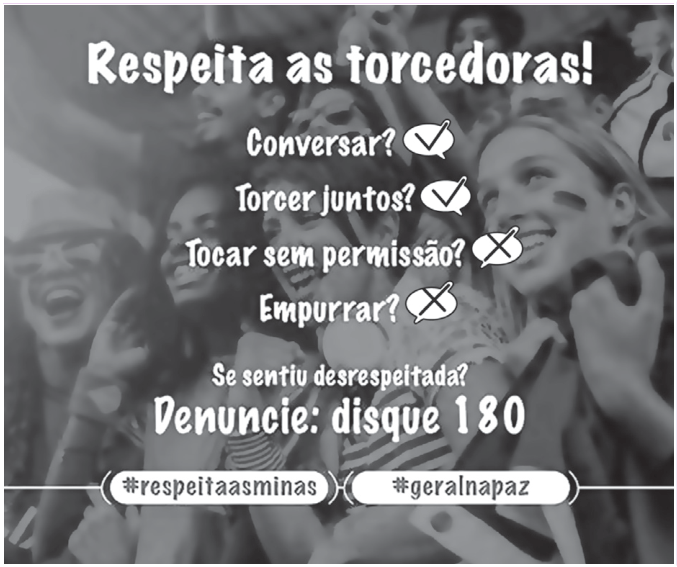 Respeita as torcedoras!
Conversar?
Torcer juntos?
Tocar sem permissão?
Empurrar?
Se sentiu desrespeitada?
Denuncie: disque 180
#respeitaasminas #geralnapaz